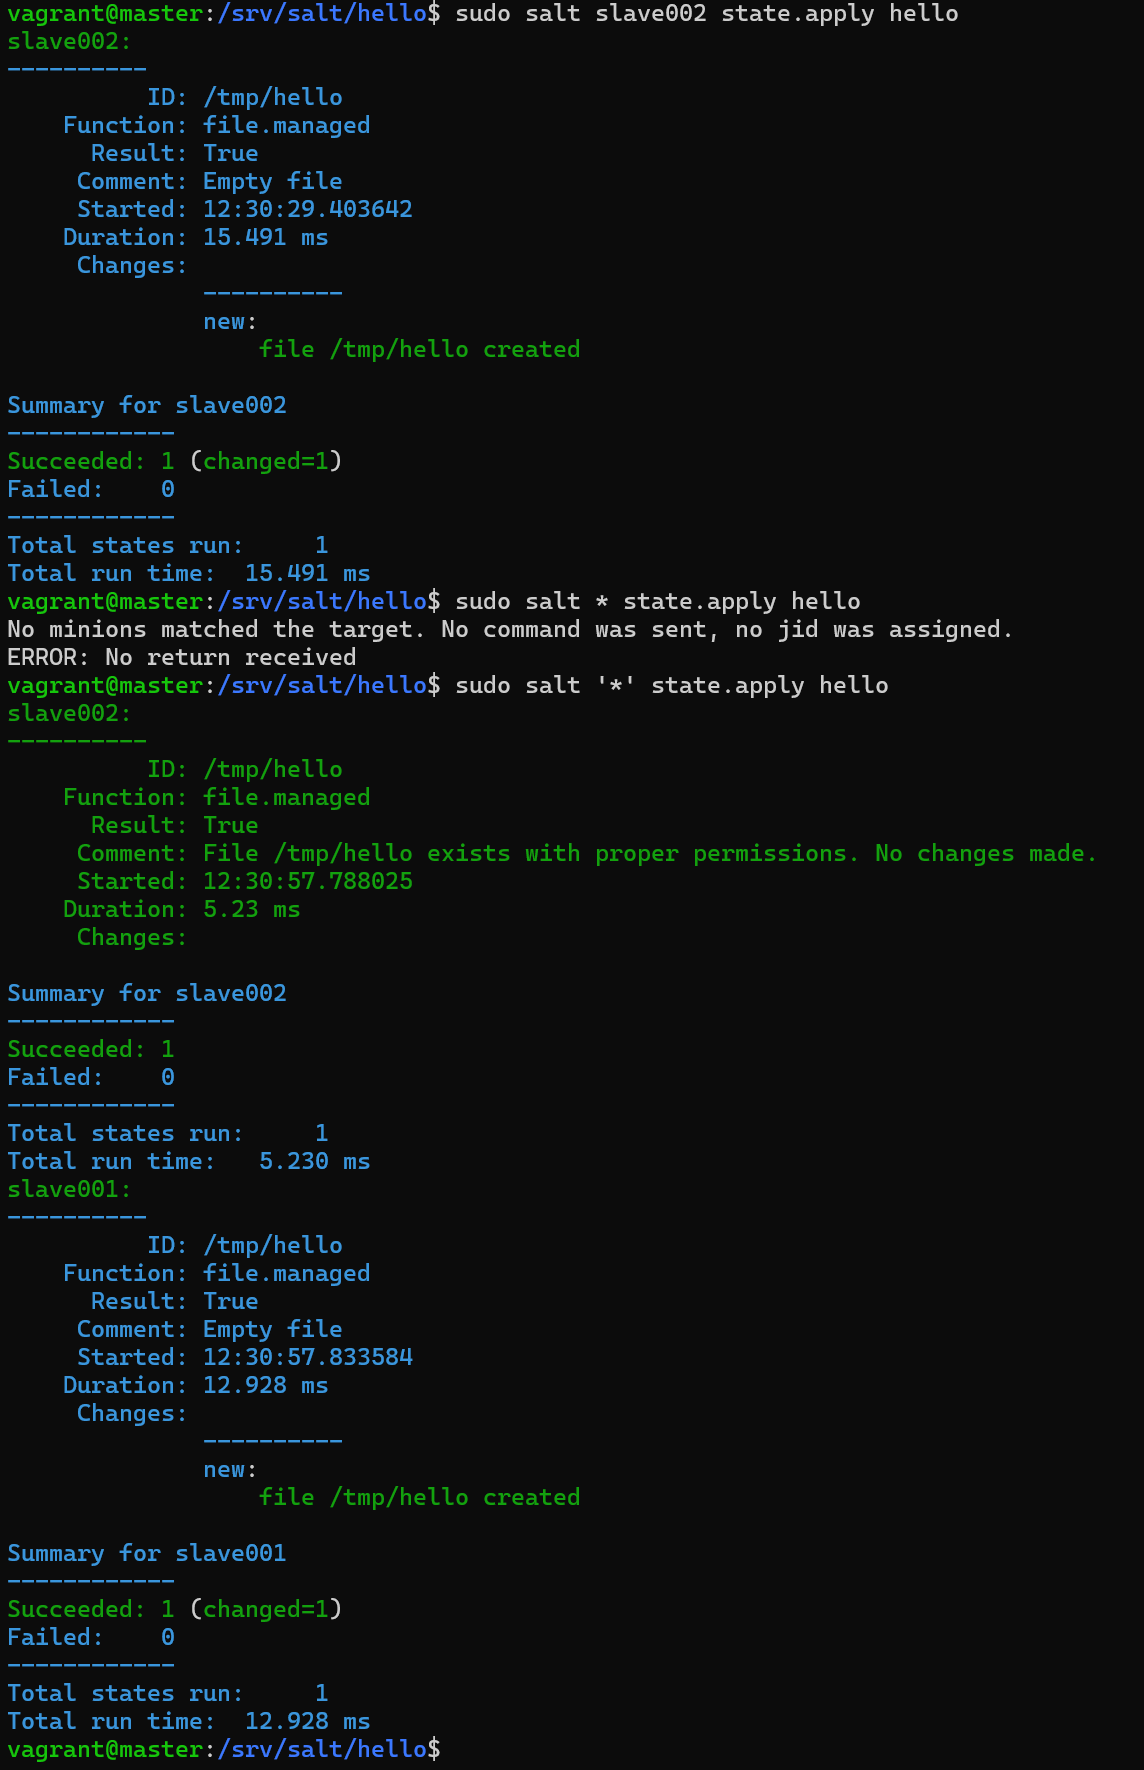 vagrant@master:/srv/salt/hello$ sudo salt slave002 state.apply hello
slave002:
----------
          ID: /tmp/hello
    Function: file.managed
      Result: True
     Comment: Empty file
     Started: 12:30:29.403642
    Duration: 15.491 ms
     Changes:
              ----------
              new:
                  file /tmp/hello created

Summary for slave002
------------
Succeeded: 1 (changed=1)
Failed:    0
------------
Total states run:     1
Total run time:  15.491 ms
vagrant@master:/srv/salt/hello$ sudo salt * state.apply hello
No minions matched the target. No command was sent, no jid was assigned.
ERROR: No return received
vagrant@master:/srv/salt/hello$ sudo salt '*' state.apply hello
slave002:
----------
          ID: /tmp/hello
    Function: file.managed
      Result: True
     Comment: File /tmp/hello exists with proper permissions. No changes made.
     Started: 12:30:57.788025
    Duration: 5.23 ms
     Changes:

Summary for slave002
------------
Succeeded: 1
Failed:    0
------------
Total states run:     1
Total run time:   5.230 ms
slave001:
----------
          ID: /tmp/hello
    Function: file.managed
      Result: True
     Comment: Empty file
     Started: 12:30:57.833584
    Duration: 12.928 ms
     Changes:
              ----------
              new:
                  file /tmp/hello created

Summary for slave001
------------
Succeeded: 1 (changed=1)
Failed:    0
------------
Total states run:     1
Total run time:  12.928 ms
vagrant@master:/srv/salt/hello$